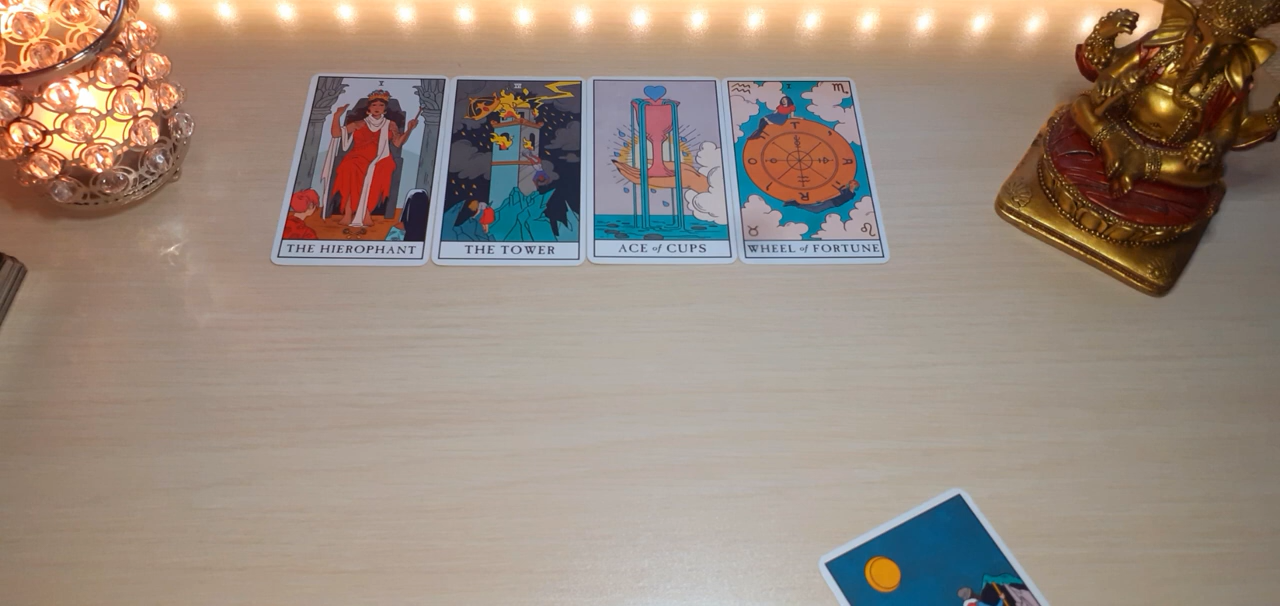 THE HIEROPHANT
THE TOWER
ACE of CUPS
WHEEL of FORTUNE